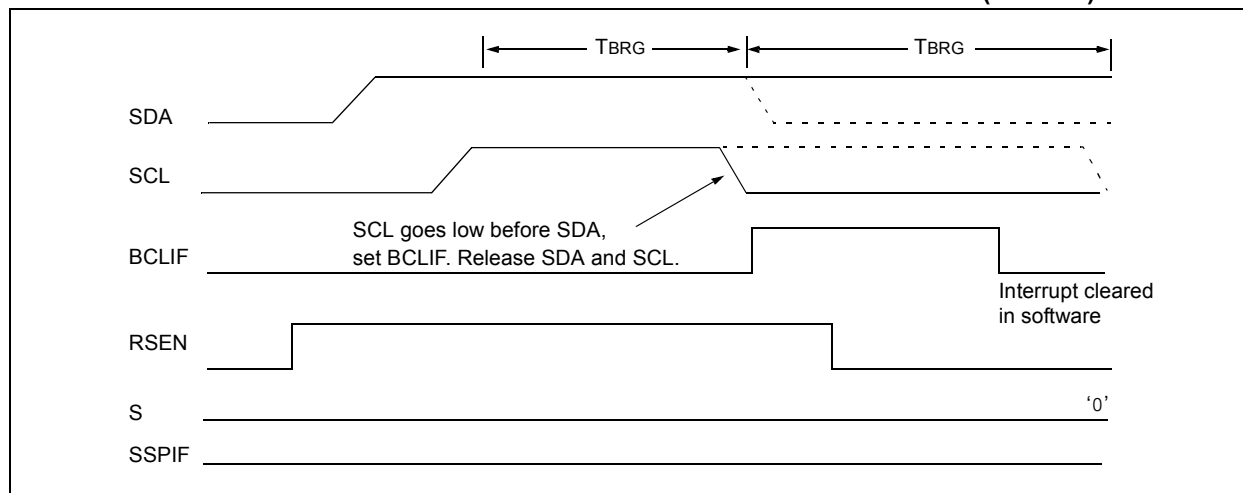 TBRG
TBRG
SDA
SCL
SCL goes low before SDA,
set BCLIF. Release SDA and SCL.
BCLIF
Interrupt cleared
in software
RSEN
S
‘0’
SSPIF